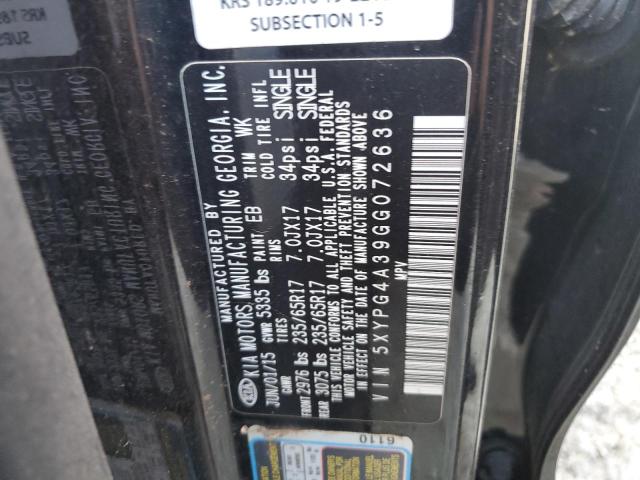 KRS 189.010
SUBSECTION 1-5
MANUFACTURED BY
KIA KIA MOTORS MANUFACTURING GEORGIA. INC.
JUN/01/15 GVWR 5335 lbs PAINT EB TRIM WK
GAWR TIRES RIMS COLD TIRE INFL
FRONT 2976 lbs 235/65R17 7.0JX17 34psi SINGLE
REAR 3075 lbs 235/65R17 7.0JX17 34psi SINGLE
THIS VEHICLE CONFORMS TO ALL APPLICABLE U.S.A. FEDERAL
MOTOR VEHICLE SAFETY AND THEFT PREVENTION STANDARDS
IN EFFECT ON THE DATE OF MANUFACTURE SHOWN ABOVE
VIN 5XYPG4A39GG072636
MPV
6110